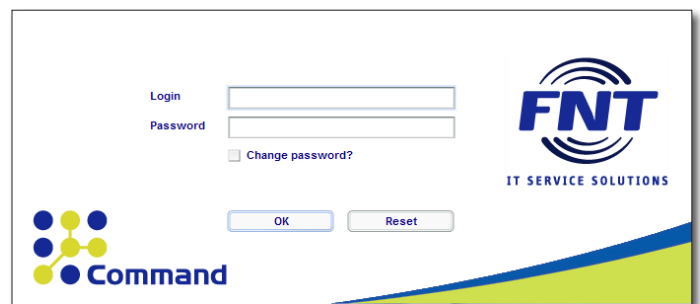 Login
Password
Change password?
FNT
IT SERVICE SOLUTIONS
OK
Reset
Command